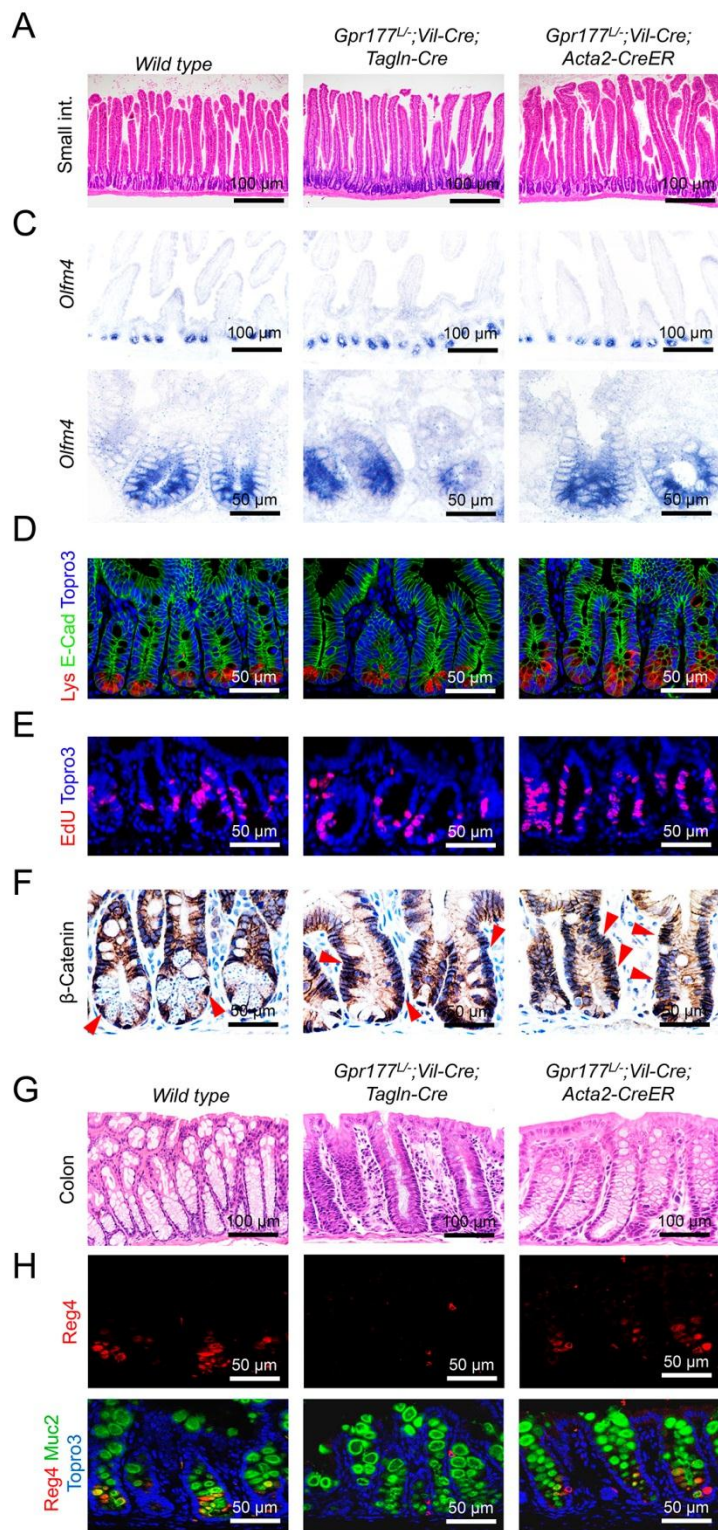 A
Wild type
Gpr177ᴸ/⁻;Vil-Cre;
Tagln-Cre
Gpr177ᴸ/⁻;Vil-Cre;
Acta2-CreER
Small int.
100 µm
100 µm
100 µm
C
Olfm4
100 µm
100 µm
100 µm
Olfm4
50 µm
50 µm
50 µm
D
Lys E-Cad Topro3
50 µm
50 µm
50 µm
E
EdU Topro3
50 µm
50 µm
50 µm
F
β-Catenin
50 µm
50 µm
50 µm
G
Wild type
Gpr177ᴸ/⁻;Vil-Cre;
Tagln-Cre
Gpr177ᴸ/⁻;Vil-Cre;
Acta2-CreER
Colon
100 µm
100 µm
100 µm
H
Reg4
50 µm
50 µm
50 µm
Reg4 Muc2
Topro3
50 µm
50 µm
50 µm